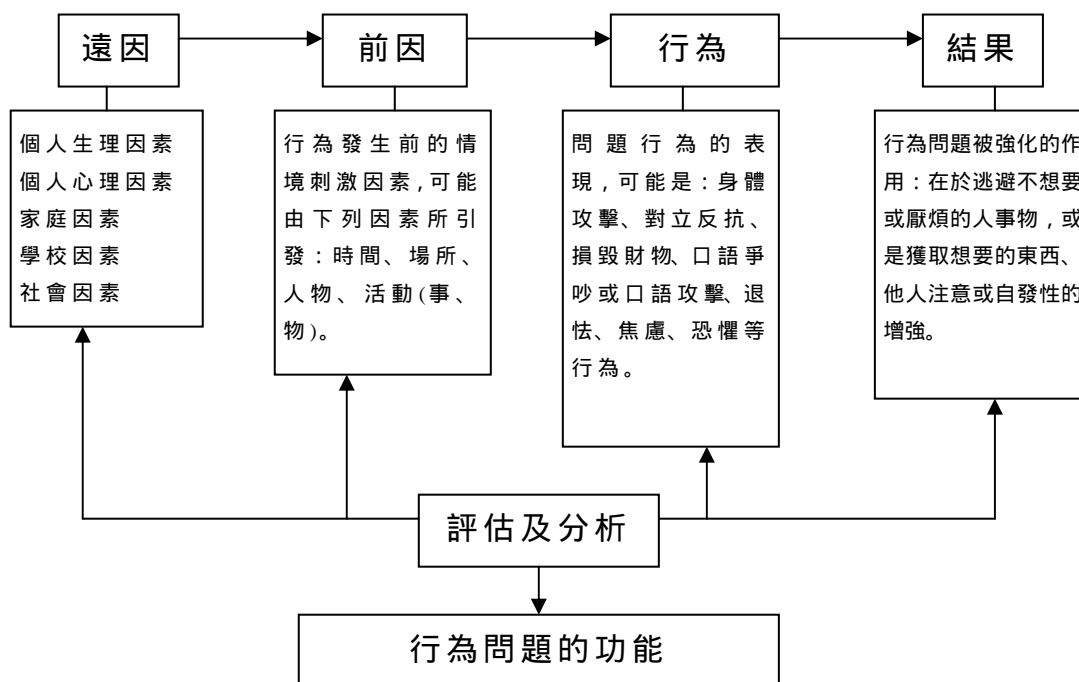 遠因
前因
行為
結果
個人生理因素
個人心理因素
家庭因素
學校因素
社會因素
行為發生前的情
境刺激因素,可能
由下列因素所引
發:時間、場所、
人物、活動(事、
物)。
問題行為的表
現,可能是:身體
攻擊、對立反抗、
損毀財物、口語爭
吵或口語攻擊、退
怯、焦慮、恐懼等
行為。
行為問題被強化的作
用:在於逃避不想要
或厭煩的人事物,或
是獲取想要的東西、
他人注意或自發性的
增強。
評估及分析
行為問題的功能